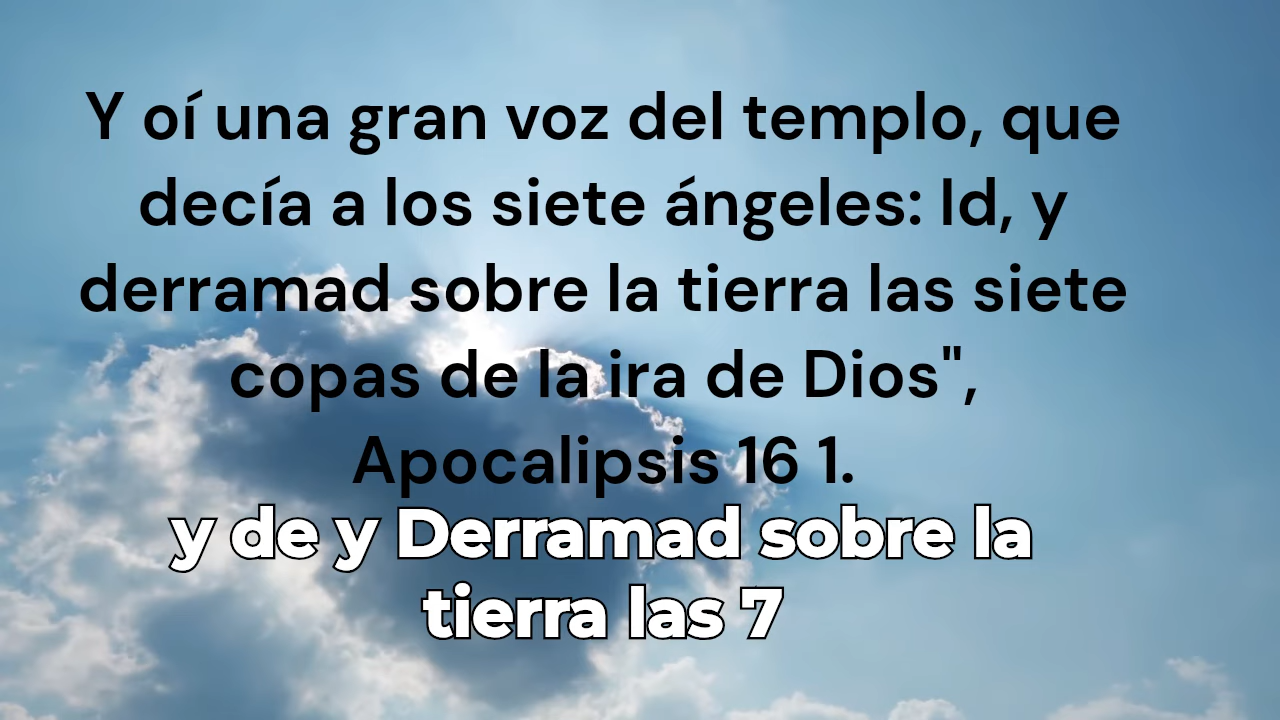 Y oí una gran voz del templo, que
decía a los siete ángeles: Id, y
derramad sobre la tierra las siete
copas de la ira de Dios",
Apocalipsis 16 1.
y de y Derramad sobre la
tierra las 7